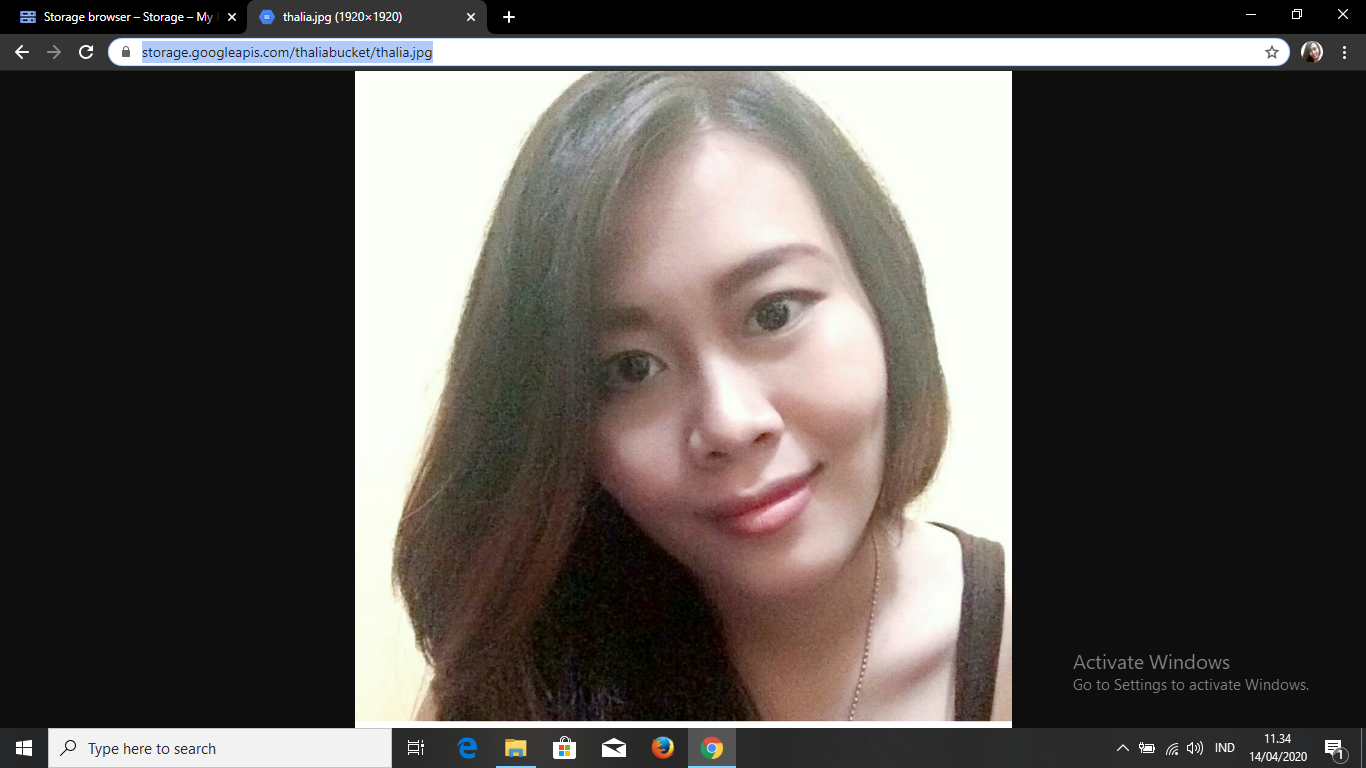 Storage browser – Storage – My
thalia.jpg (1920×1920)
storage.googleapis.com/thaliabucket/thalia.jpg
Activate Windows
Go to Settings to activate Windows.
Type here to search
IND
11.34
14/04/2020
1